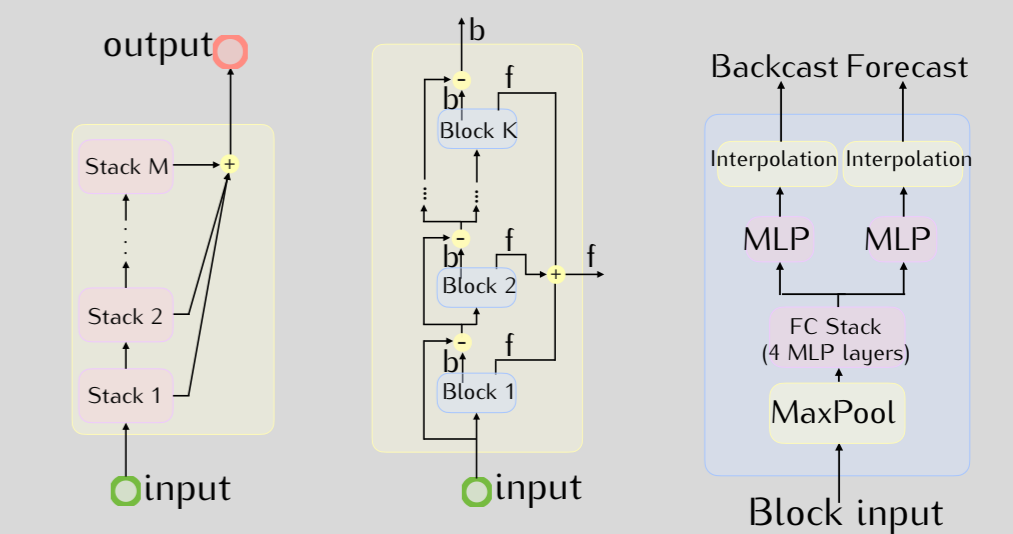 output
Stack M
+
Stack 2
Stack 1
input
b
-
f
b
Block K
-
f
b
Block 2
+
f
-
f
b
Block 1
input
Backcast Forecast
Interpolation Interpolation
MLP MLP
FC Stack
(4 MLP layers)
MaxPool
Block input